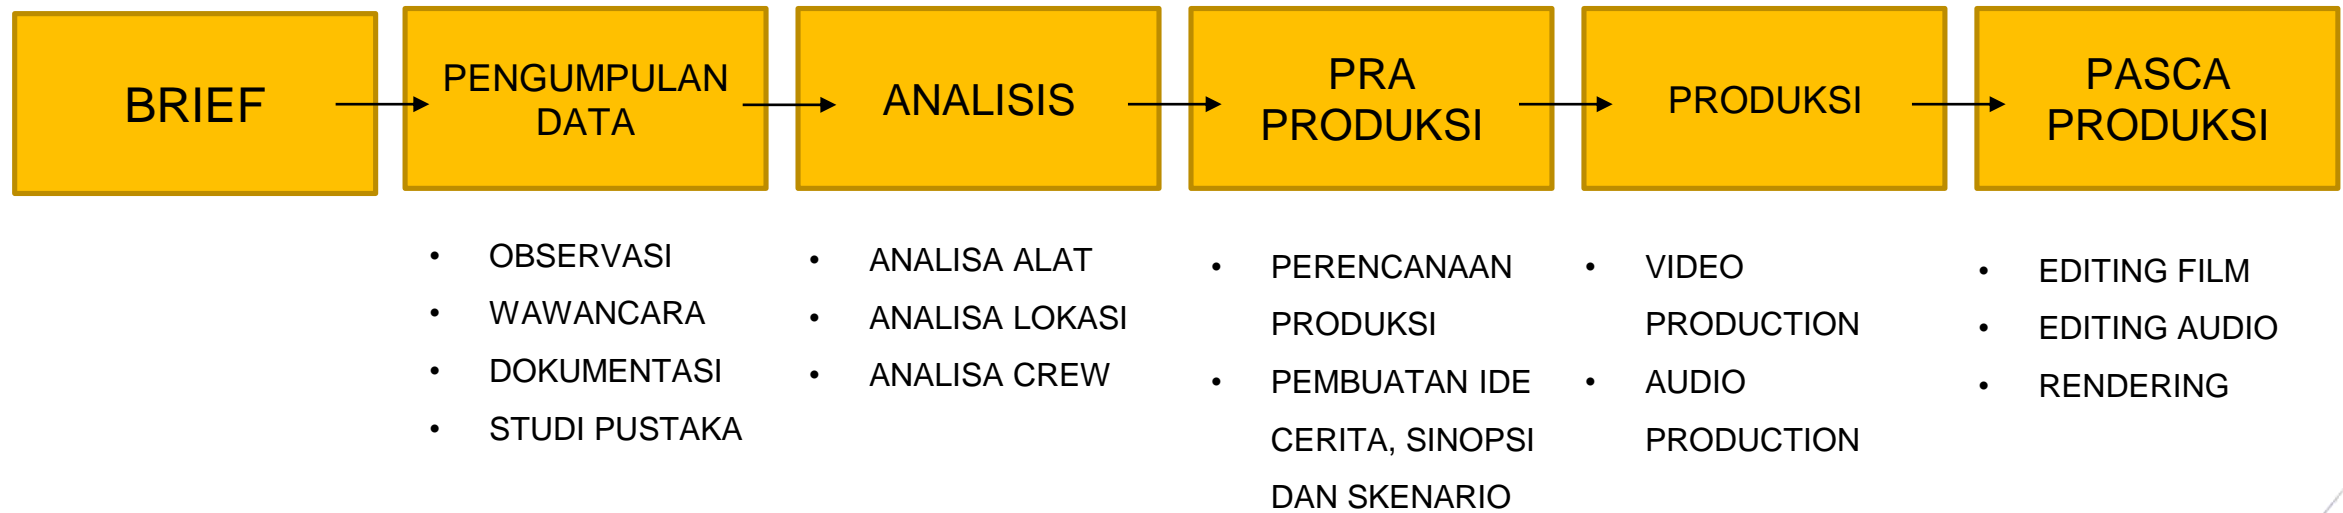 BRIEF
PENGUMPULAN
DATA
ANALISIS
PRA
PRODUKSI
PRODUKSI
PASCA
PRODUKSI
• OBSERVASI
• WAWANCARA
• DOKUMENTASI
• STUDI PUSTAKA
• ANALISA ALAT
• ANALISA LOKASI
• ANALISA CREW
• PERENCANAAN
PRODUKSI
• PEMBUATAN IDE
CERITA, SINOPSI
DAN SKENARIO
• VIDEO
PRODUCTION
• AUDIO
PRODUCTION
• EDITING FILM
• EDITING AUDIO
• RENDERING